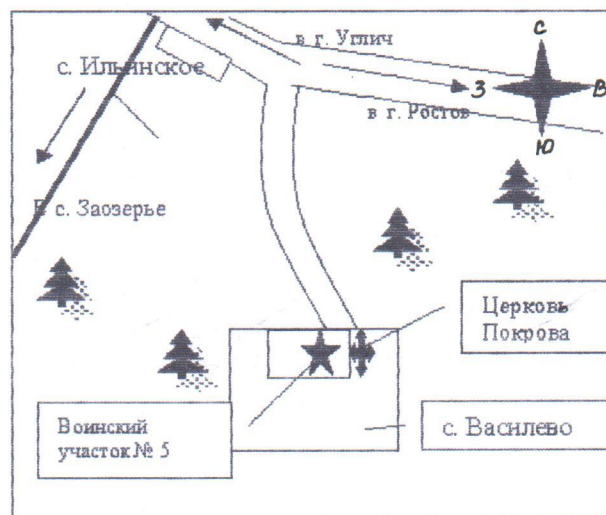 С
в г. Углич
с. Ильинское
З
В
в г. Ростов
Ю
В с. Заозерье
Церковь
Покрова
Воинский
участок № 5
с. Василево